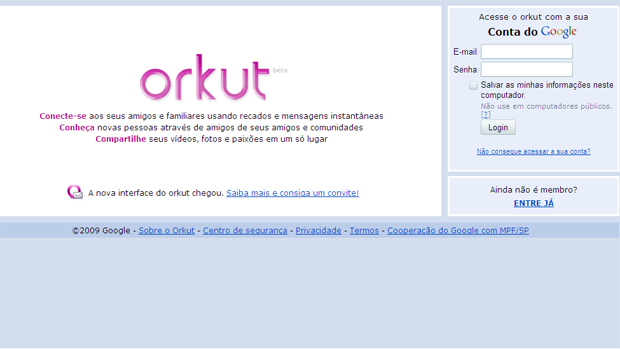 orkut beta
Conecte-se aos seus amigos e familiares usando recados e mensagens instantâneas
Conheça novas pessoas através de amigos de seus amigos e comunidades
Compartilhe seus vídeos, fotos e paixões em um só lugar
A nova interface do orkut chegou. Saiba mais e consiga um convite!
Acesse o orkut com a sua
Conta do Google
E-mail:
Senha:
Salvar as minhas informações neste
computador
Não use em computadores públicos.
[?]
Login
Não consegue acessar a sua conta?
Ainda não é membro?
ENTRE JÁ
©2009 Google - Sobre o Orkut - Centro de segurança - Privacidade - Termos - Cooperação do Google com MPF/SP